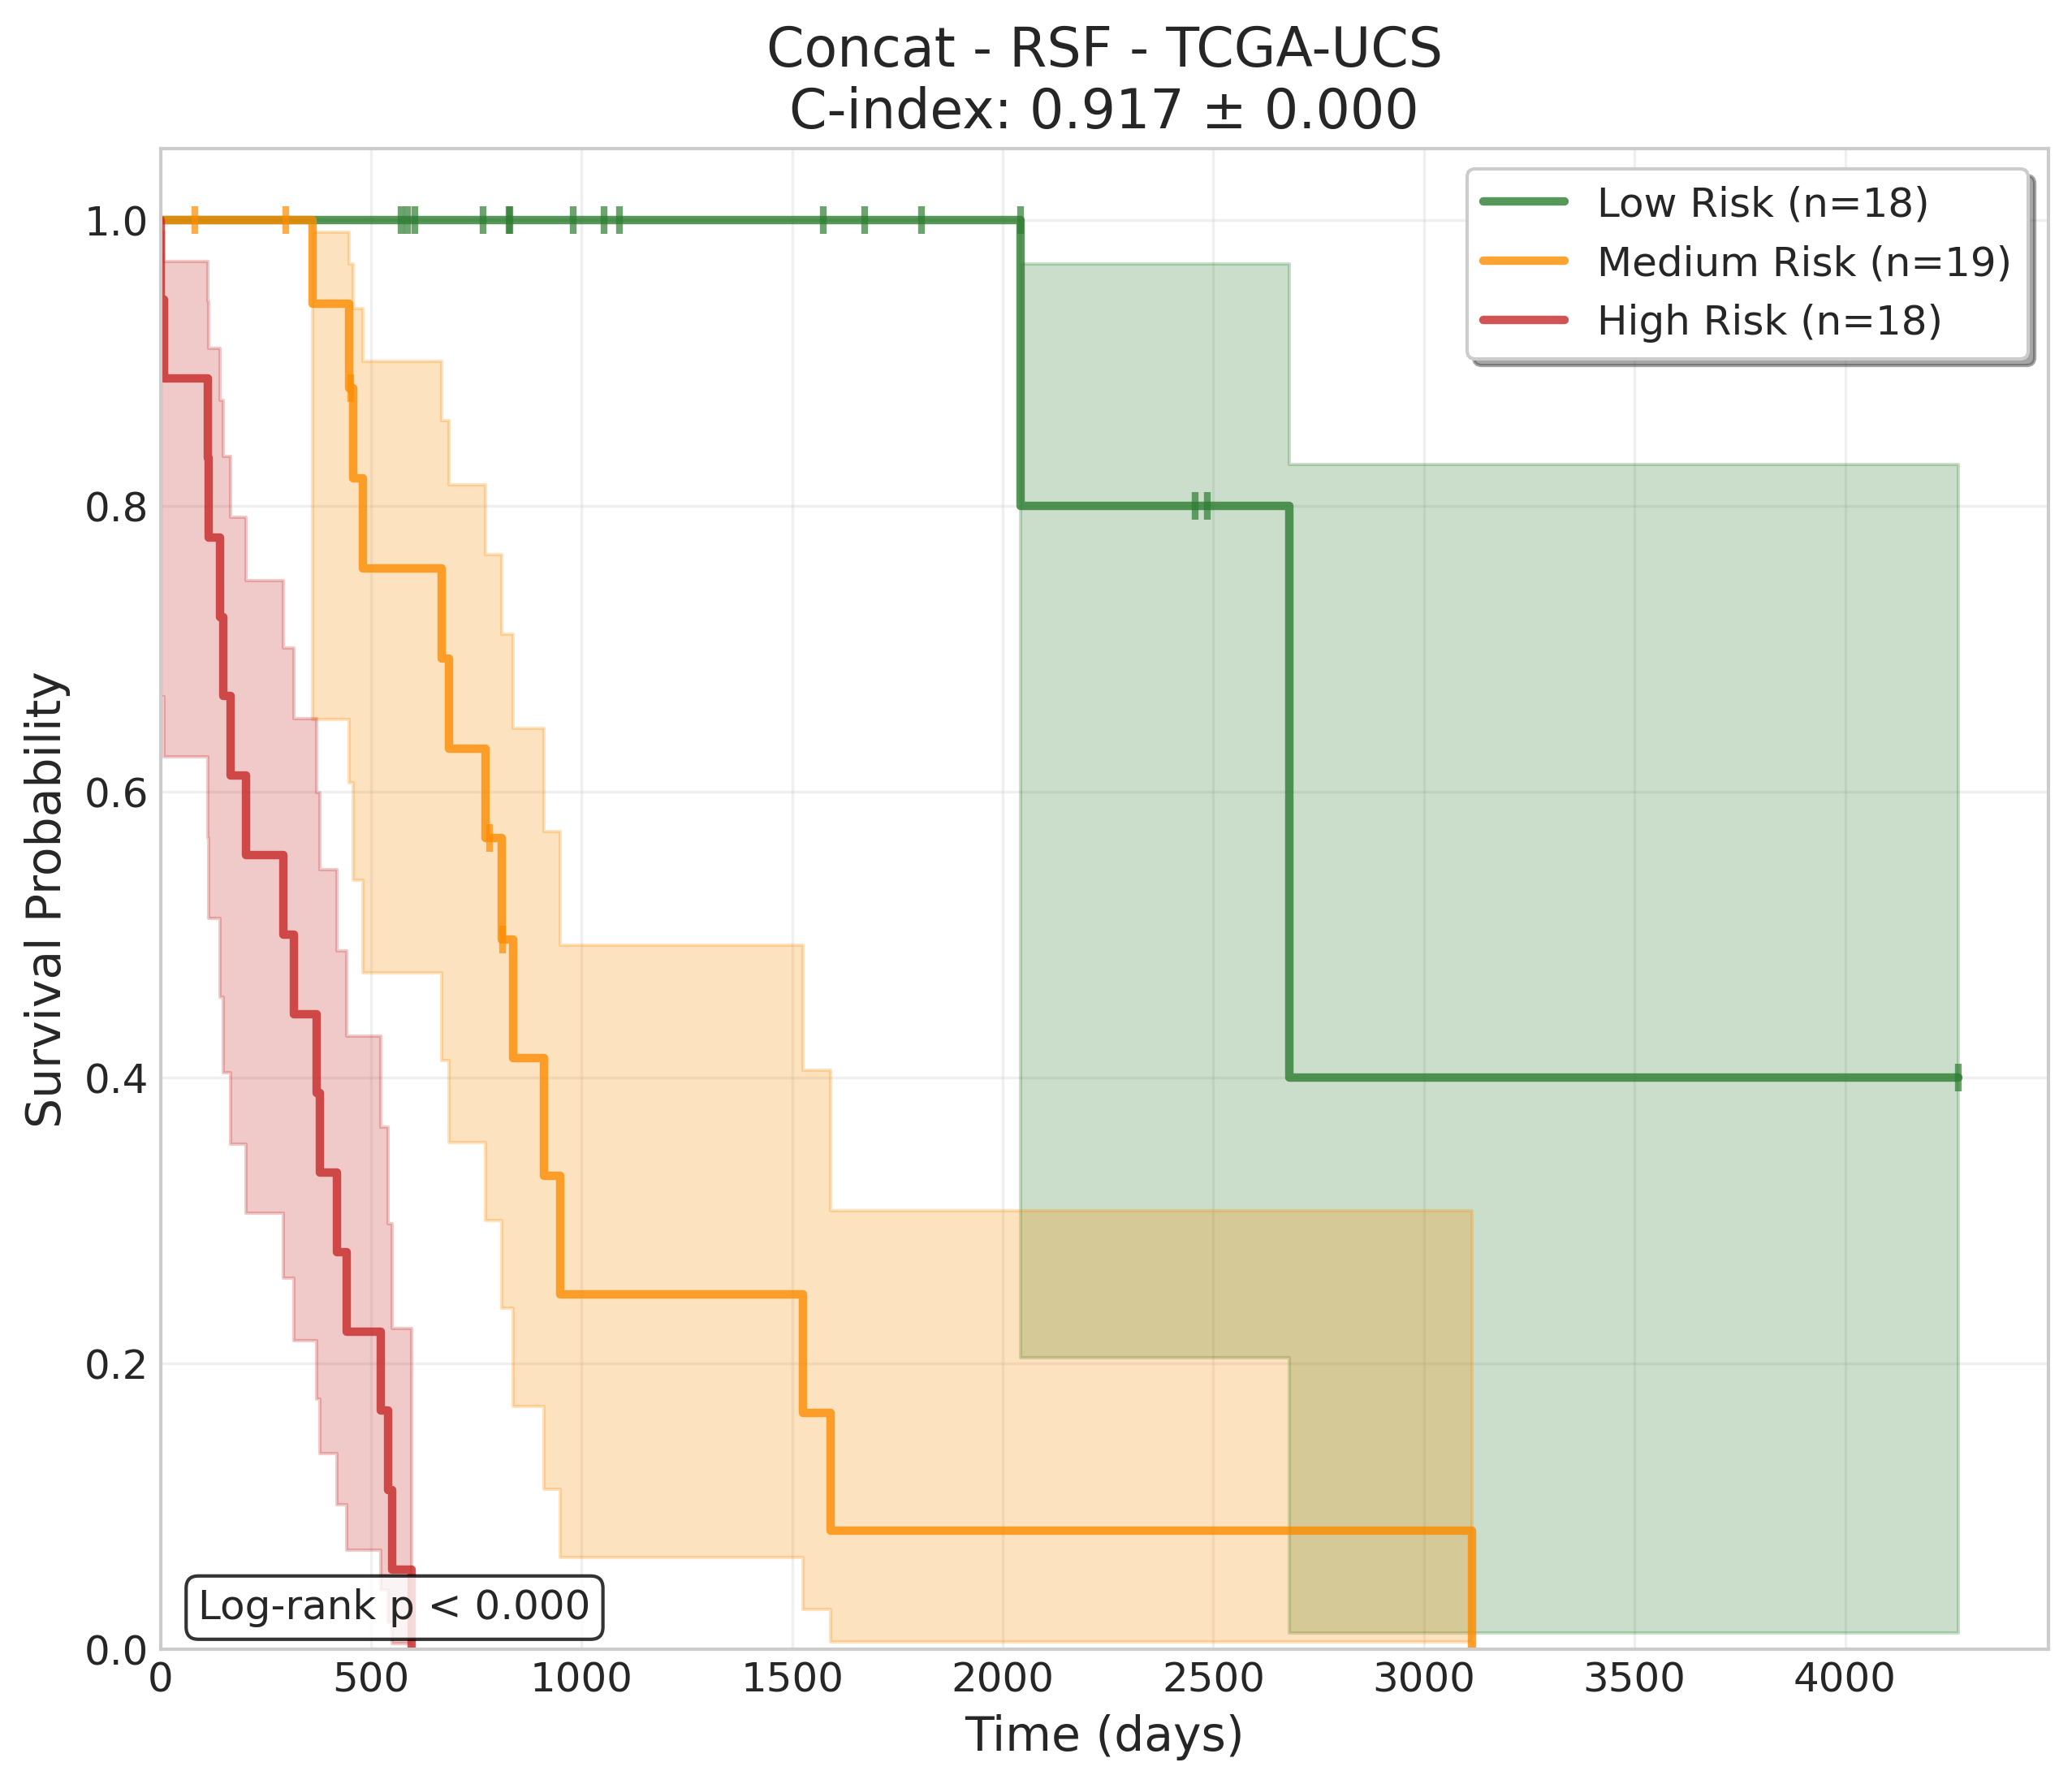 Concat - RSF - TCGA-UCS
C-index: 0.917 ± 0.000
Low Risk (n=18)
Medium Risk (n=19)
High Risk (n=18)
Survival Probability
1.0
0.8
0.6
0.4
0.2
0.0
Log-rank p < 0.000
0 500 1000 1500 2000 2500 3000 3500 4000
Time (days)